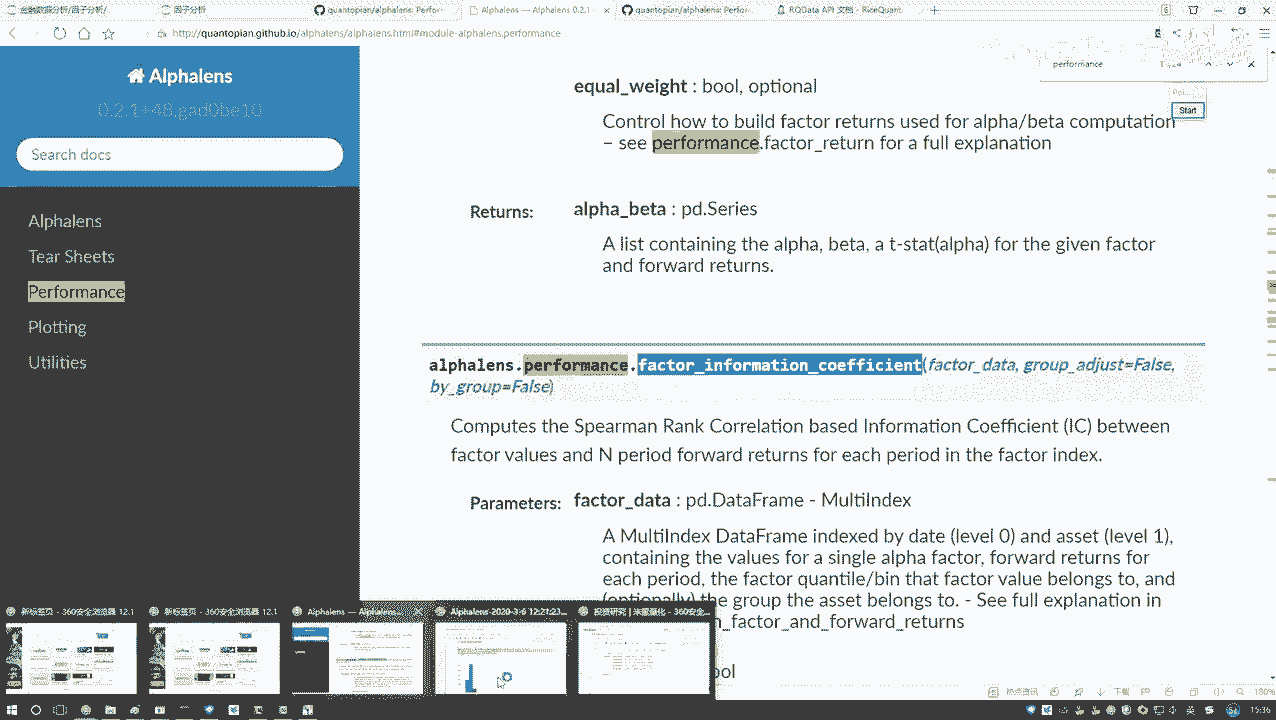 金融数据分析/因子分析/
因子分析
quantopian/alphalens: Perfor
Alphalens — Alphalens 0.2.1
quantopian/alphalens: Perfo
RQData API 文档 - RiceQuant
http://quantopian.github.io/alphalens/alphalens.html#module-alphalens.performance
performance
Start
Alphalens
0.2.1+48.gad0be10
Search docs
Alphalens
Tear Sheets
Performance
Plotting
Utilities
equal_weight : bool, optional
Control how to build factor returns used for alpha/beta computation
– see performance.factor_return for a full explanation
Returns: alpha_beta : pd.Series
A list containing the alpha, beta, a t-stat(alpha) for the given factor
and forward returns.
alphalens.performance.factor_information_coefficient(factor_data, group_adjust=False,
by_group=False)
Computes the Spearman Rank Correlation based Information Coefficient (IC) between
factor values and N period forward returns for each period in the factor index.
Parameters: factor_data : pd.DataFrame - MultiIndex
A MultiIndex DataFrame indexed by date (level 0) and asset (level 1),
containing the values for a single alpha factor, forward returns for
each period, the factor quantile/bin that factor value belongs to, and
(optionally) the group the asset belongs to. - See full explanation in
n_factor_and_forward_returns
ool
新标签页 - 360安全浏览器 12.1
新标签页 - 360安全浏览器 12.1
Alphalens — Alphalens
Alphalens-2020-3-6 12:21:23...
投资研究 | 米筐量化 - 360安全...
热点资讯
下载
180%
15:36